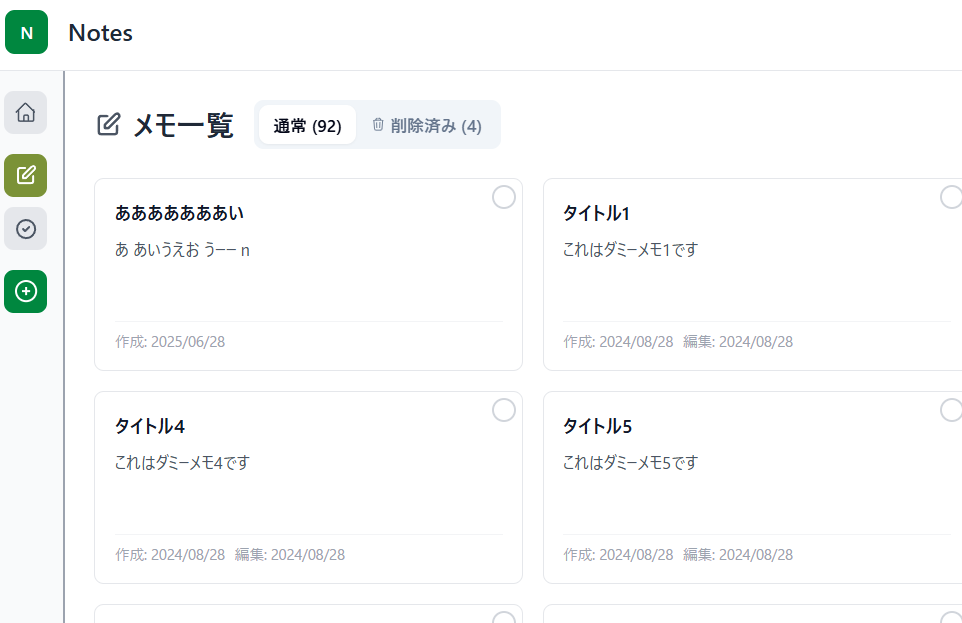 N Notes
メモ一覧 通常 (92) 削除済み (4)
あああああああい
あ あいうえお うーー n
作成: 2025/06/28
タイトル1
これはダミーメモ1です
作成: 2024/08/28 編集: 2024/08/28
タイトル4
これはダミーメモ4です
作成: 2024/08/28 編集: 2024/08/28
タイトル5
これはダミーメモ5です
作成: 2024/08/28 編集: 2024/08/28